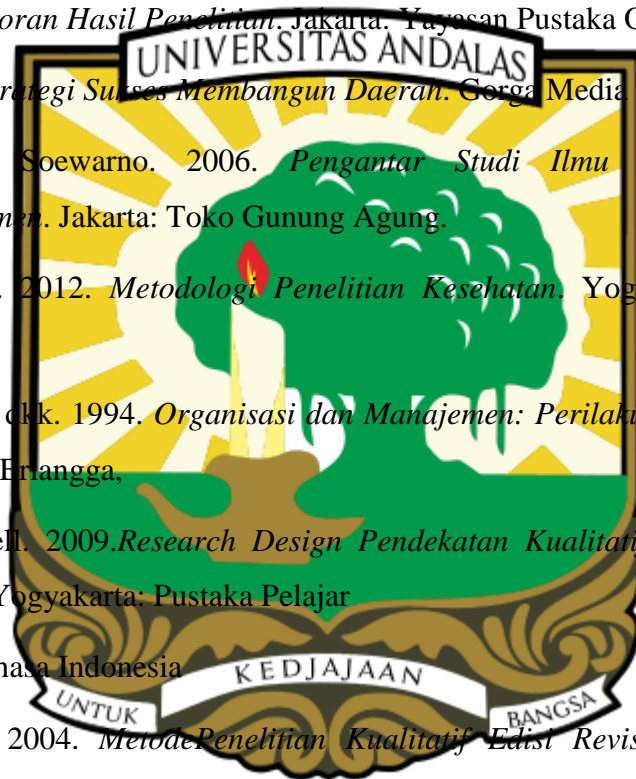 oran Hasil Penelitian. Jakarta. Yayasan Pustaka
UNIVERSITAS ANDALAS
rategi Sukses Membangun Daerah. Gorga Media
Soewarno. 2006. Pengantar Studi Ilmu
men. Jakarta: Toko Gunung Agung.
2012. Metodologi Penelitian Kesehatan. Yog
dkk. 1994. Organisasi dan Manajemen: Perilaku
Erlangga,
ell. 2009.Research Design Pendekatan Kualitatif
Yogyakarta: Pustaka Pelajar
hasa Indonesia
KEDJAJAAN
UNTUK
BANGSA
2004. MetodePenelitian Kualitatif Edisi Revis